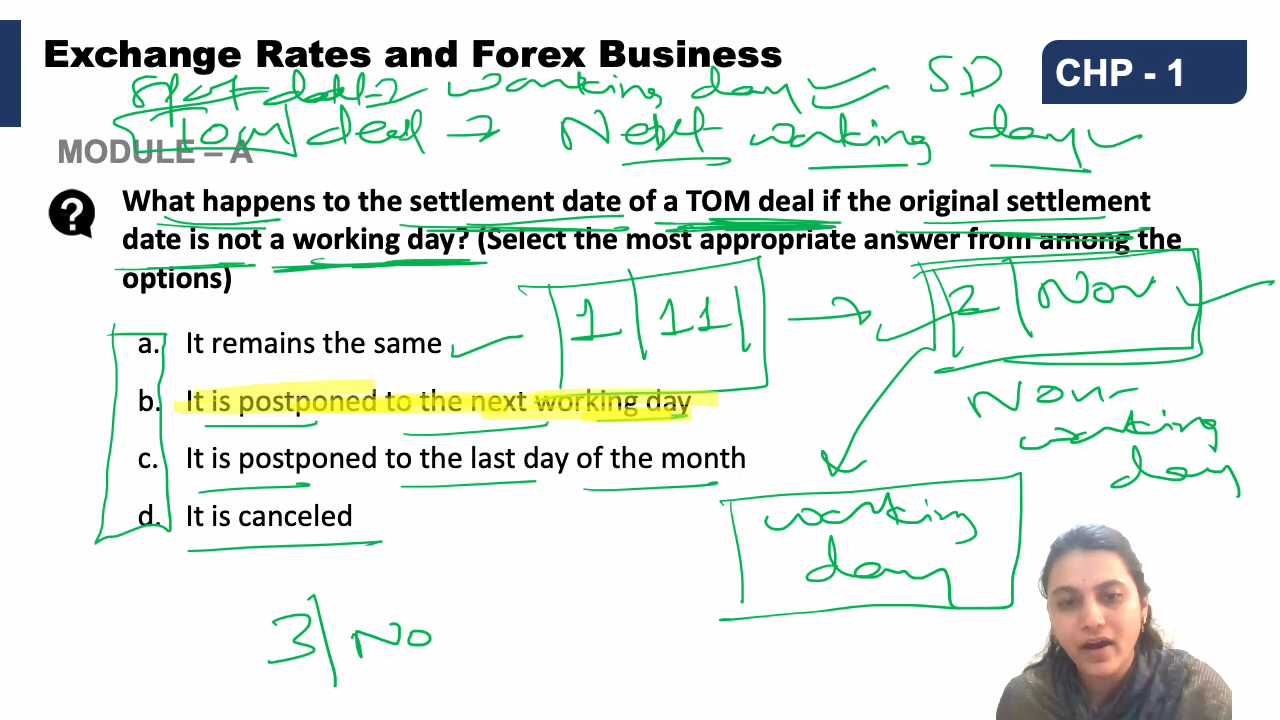 Exchange Rates and Forex Business
CHP - 1
Spot deal-2 working day SD
TOM deal → Next working day
MODULE – A
What happens to the settlement date of a TOM deal if the original settlement
date is not a working day? (Select the most appropriate answer from among the
options)
1 | 11 | → 2 | Nov
a. It remains the same
b. It is postponed to the next working day
Non-
working
day
c. It is postponed to the last day of the month
d. It is canceled
working
day
3 | No